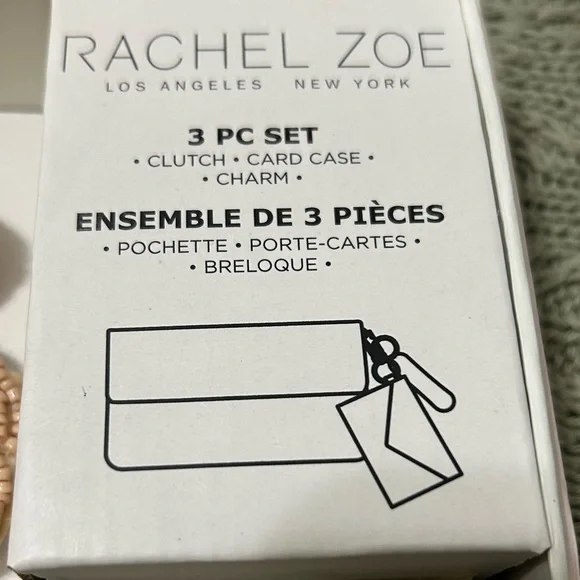 RACHEL ZOE
LOS ANGELES NEW YORK
3 PC SET
• CLUTCH • CARD CASE •
• CHARM •
ENSEMBLE DE 3 PIÈCES
• POCHETTE • PORTE-CARTES •
• BRELOQUE •